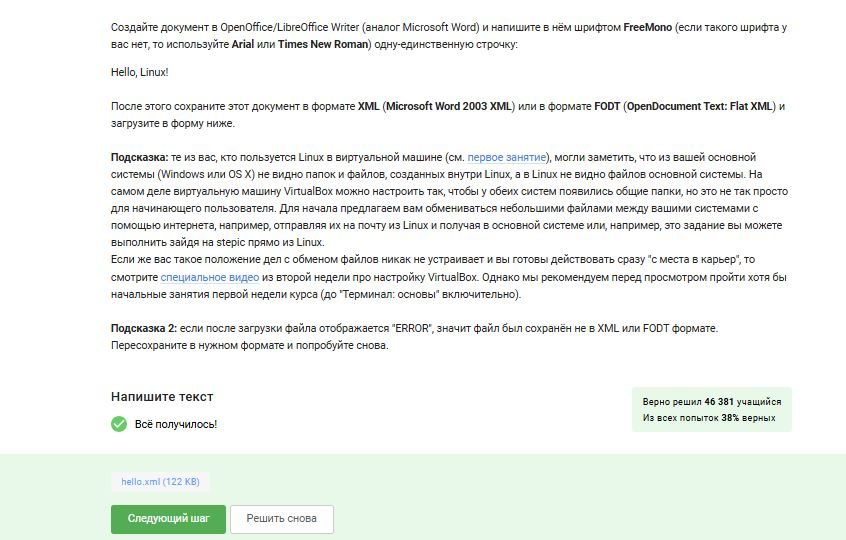 Создайте документ в OpenOffice/LibreOffice Writer (аналог Microsoft Word) и напишите в нём шрифтом FreeMono (если такого шрифта у
вас нет, то используйте Arial или Times New Roman) одну-единственную строчку:
Hello, Linux!
После этого сохраните этот документ в формате XML (Microsoft Word 2003 XML) или в формате FODT (OpenDocument Text: Flat XML) и
загрузите в форму ниже.
Подсказка: те из вас, кто пользуется Linux в виртуальной машине (см. первое занятие), могли заметить, что из вашей основной
системы (Windows или OS X) не видно папок и файлов, созданных внутри Linux, а в Linux не видно файлов основной системы. На
самом деле виртуальную машину VirtualBox можно настроить так, чтобы у обеих систем появились общие папки, но это не так просто
для начинающего пользователя. Для начала предлагаем вам обмениваться небольшими файлами между вашими системами с
помощью интернета, например, отправляя их на почту из Linux и получая в основной системе или, например, это задание вы можете
выполнить зайдя на stepic прямо из Linux.
Если же вас такое положение дел с обменом файлов никак не устраивает и вы готовы действовать сразу "с места в карьер", то
смотрите специальное видео из второй недели про настройку VirtualBox. Однако мы рекомендуем перед просмотром пройти хотя бы
начальные занятия первой недели курса (до "Терминал: основы" включительно).
Подсказка 2: если после загрузки файла отображается "ERROR", значит файл был сохранён не в XML или FODT формате.
Пересохраните в нужном формате и попробуйте снова.
Напишите текст
Верно решил 46 381 учащийся
Из всех попыток 38% верных
Всё получилось!
hello.xml (122 KB)
Следующий шаг
Решить снова